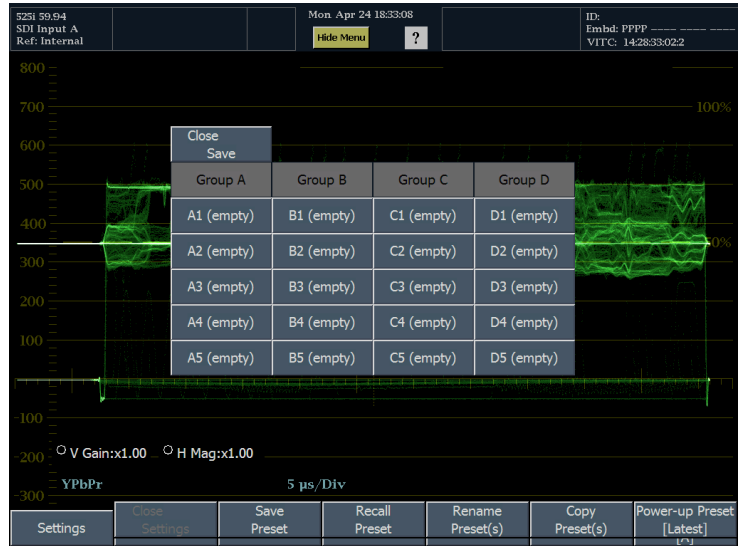 525i 59.94
SDI Input A
Ref: Internal
Mon Apr 24 18:33:08
Hide Menu
?
ID:
Embd: PPPP ---- ---- ----
VITC: 14:28:33:02:2
800
700
100%
600
500
400
300
200
100
-100
-200
-300
Close
Save
Group A Group B Group C Group D
A1 (empty) B1 (empty) C1 (empty) D1 (empty)
A2 (empty) B2 (empty) C2 (empty) D2 (empty)
A3 (empty) B3 (empty) C3 (empty) D3 (empty)
A4 (empty) B4 (empty) C4 (empty) D4 (empty)
A5 (empty) B5 (empty) C5 (empty) D5 (empty)
V Gain:x1.00 H Mag:x1.00
YPbPr 5 µs/Div
Settings
Close
Settings
Save
Preset
Recall
Preset
Rename
Preset(s)
Copy
Preset(s)
Power-up Preset
[Latest]